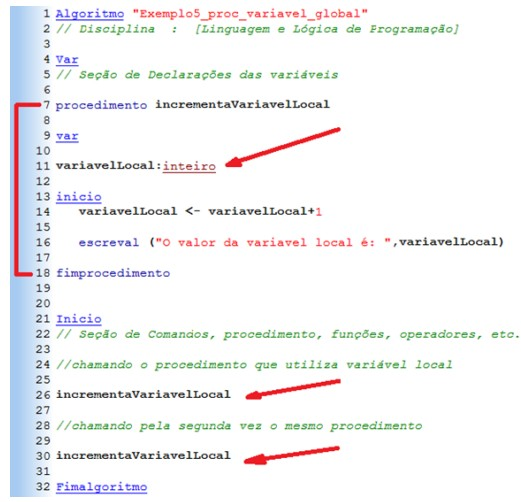 1 Algoritmo "Exemplo5_proc_variavel_global"
2 // Disciplina  :  [Linguagem e Lógica de Programação]
3
4 Var
5 // Seção de Declarações das variáveis
6
7 procedimento incrementaVariavelLocal
8
9 var
10
11 variavelLocal:inteiro
12
13 inicio
14    variavelLocal <- variavelLocal+1
15
16    escreval ("O valor da variavel local é: ",variavelLocal)
17
18 fimprocedimento
19
20
21 Inicio
22 // Seção de Comandos, procedimento, funções, operadores, etc.
23
24 //chamando o procedimento que utiliza variável local
25
26 incrementaVariavelLocal
27
28 //chamando pela segunda vez o mesmo procedimento
29
30 incrementaVariavelLocal
31
32 Fimalgoritmo